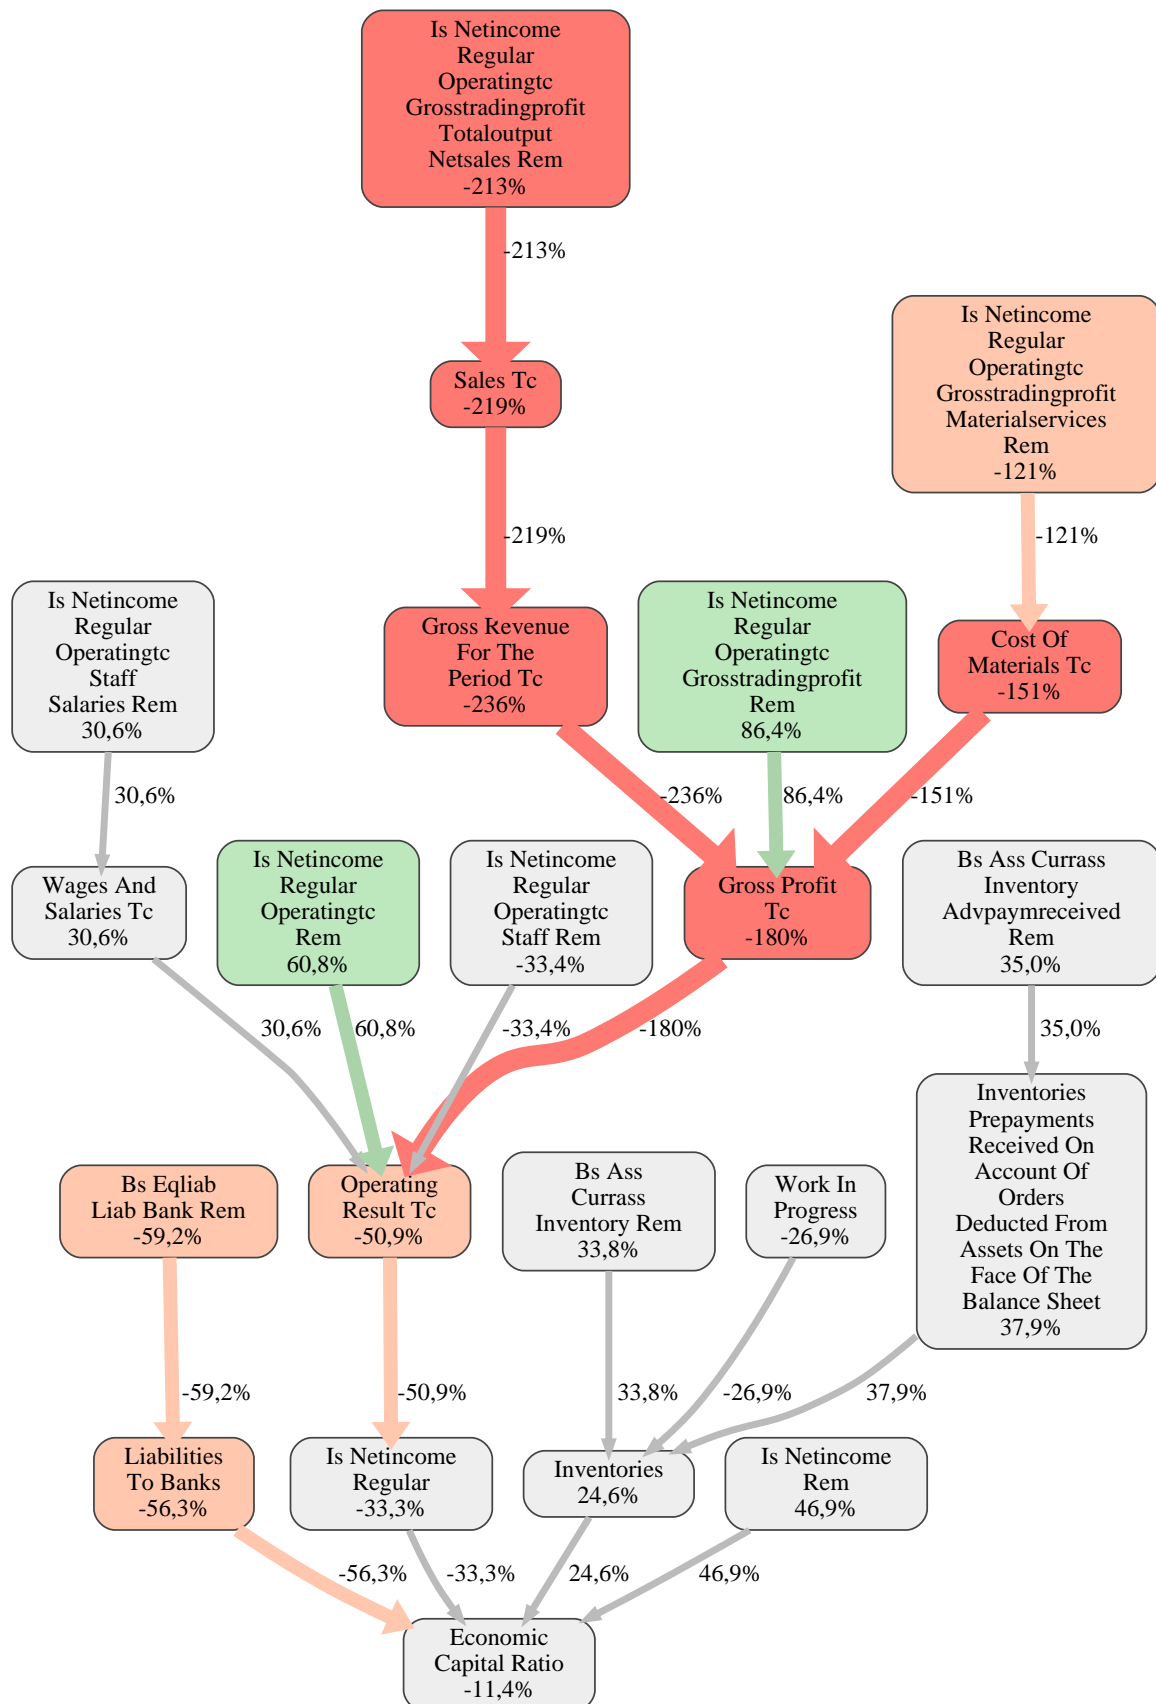 Is Netincome
Regular
Operatingtc
Grosstradingprofit
Totaloutput
Netsales Rem
-213%
-213%
Sales Tc
-219%
Is Netincome
Regular
Operatingtc
Grosstradingprofit
Materialservices
Rem
-121%
-219%
-121%
Is Netincome
Regular
Operatingtc
Staff
Salaries Rem
30,6%
Gross Revenue
For The
Period Tc
-236%
Is Netincome
Regular
Operatingtc
Grosstradingprofit
Rem
86,4%
Cost Of
Materials Tc
-151%
30,6%
-236%
86,4%
-151%
Wages And
Salaries Tc
30,6%
Is Netincome
Regular
Operatingtc
Rem
60,8%
Is Netincome
Regular
Operatingtc
Staff Rem
-33,4%
Gross Profit
Tc
-180%
Bs Ass Currass
Inventory
Advpaymreceived
Rem
35,0%
30,6%
60,8%
-33,4%
-180%
35,0%
Bs Eqliab
Liab Bank Rem
-59,2%
Operating
Result Tc
-50,9%
Bs Ass
Currass
Inventory Rem
33,8%
Work In
Progress
-26,9%
Inventories
Prepayments
Received On
Account Of
Orders
Deducted From
Assets On The
Face Of The
Balance Sheet
37,9%
-59,2%
-50,9%
33,8%
-26,9%
37,9%
Liabilities
To Banks
-56,3%
Is Netincome
Regular
-33,3%
Inventories
24,6%
Is Netincome
Rem
46,9%
-56,3%
-33,3%
24,6%
46,9%
Economic
Capital Ratio
-11,4%